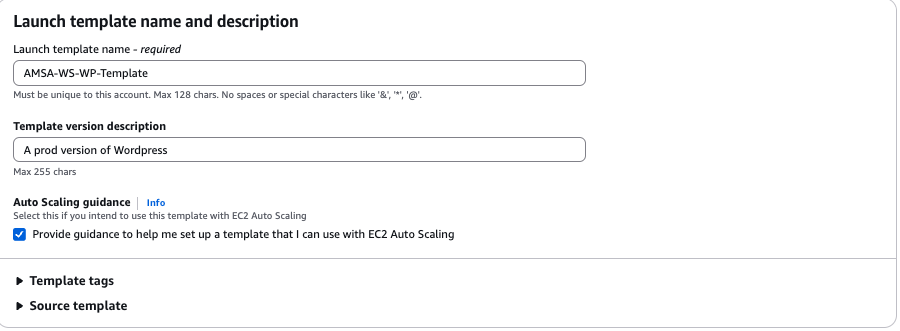 Launch template name and description
Launch template name - required
AMSA-WS-WP-Template
Must be unique to this account. Max 128 chars. No spaces or special characters like '&', '*', '@'.
Template version description
A prod version of Wordpress
Max 255 chars
Auto Scaling guidance | Info
Select this if you intend to use this template with EC2 Auto Scaling
Provide guidance to help me set up a template that I can use with EC2 Auto Scaling
Template tags
Source template